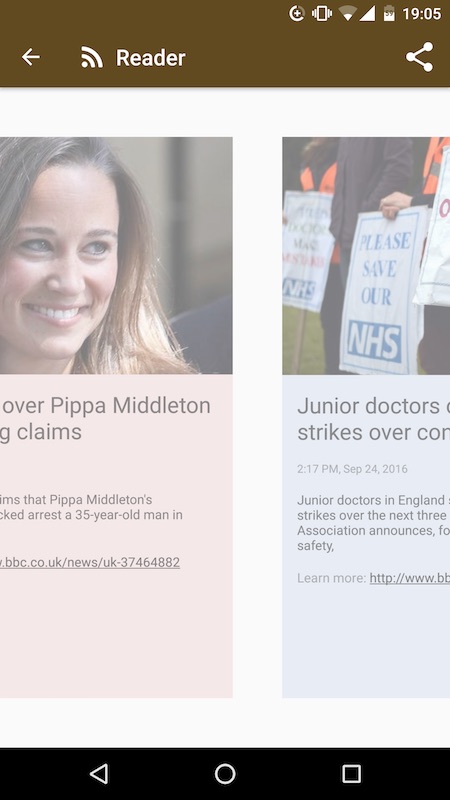 59 19:05
Reader
PLEASE
SAVE
OUR
NHS
NHS
over Pippa Middleton
g claims
ims that Pippa Middleton's
cked arrest a 35-year-old man in
.bbc.co.uk/news/uk-37464882
Junior doctors
strikes over con
2:17 PM, Sep 24, 2016
Junior doctors in England
strikes over the next three
Association announces, fo
safety,
Learn more: http://www.bb